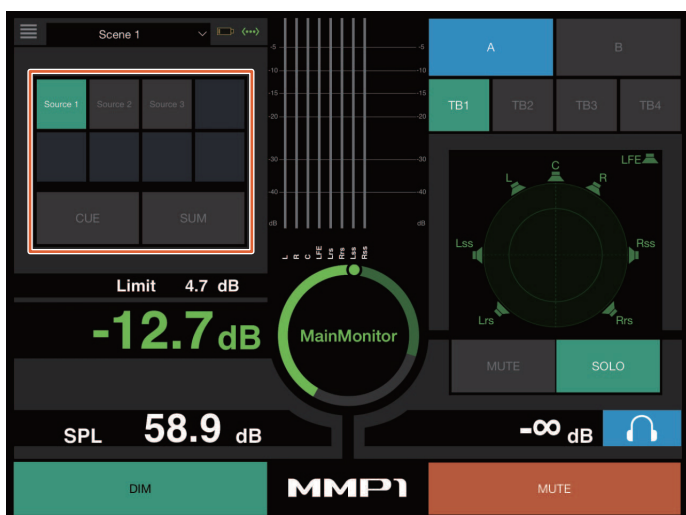 Scene 1
Source 1 Source 2 Source 3
CUE SUM
Limit 4.7 dB
-12.7 dB
SPL 58.9 dB
DIM
-5 -5
-10 -10
-15 -15
-20 -20
-30 -30
-40 -40
dB dB
L R C LFE Lrs Rrs Lss Rss
MainMonitor
MMP1
A B
TB1 TB2 TB3 TB4
LFE
L C R
Lss Rss
Lrs Rrs
MUTE SOLO
-∞ dB
MUTE